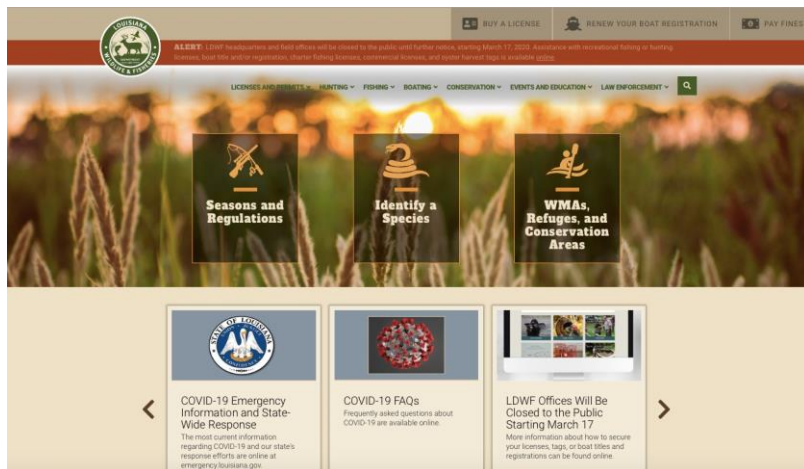 LOUISIANA
WILDLIFE & FISHERIES
BUY A LICENSE
RENEW YOUR BOAT REGISTRATION
PAY FINES
ALERT: LDWF headquarters and field offices will be closed to the public until further notice, starting March 17, 2020. Assistance with recreational fishing or hunting
licenses, boat title and/or registration, charter fishing licenses, commercial licenses, and oyster harvest tags is available online.
LICENSES AND PERMITS
HUNTING
FISHING
BOATING
CONSERVATION
EVENTS AND EDUCATION
LAW ENFORCEMENT
Seasons and
Regulations
Identify a
Species
WMAs,
Refuges, and
Conservation
Areas
STATE OF LOUISIANA
UNION
CONFIDENCE
COVID-19 Emergency
Information and State-
Wide Response
The most current information
regarding COVID-19 and our state's
response efforts are online at
emergency.louisiana.gov.
COVID-19 FAQs
Frequently asked questions about
COVID-19 are available online.
LDWF Offices Will Be
Closed to the Public
Starting March 17
More information about how to secure
your licenses, tags, or boat titles and
registrations can be found online.